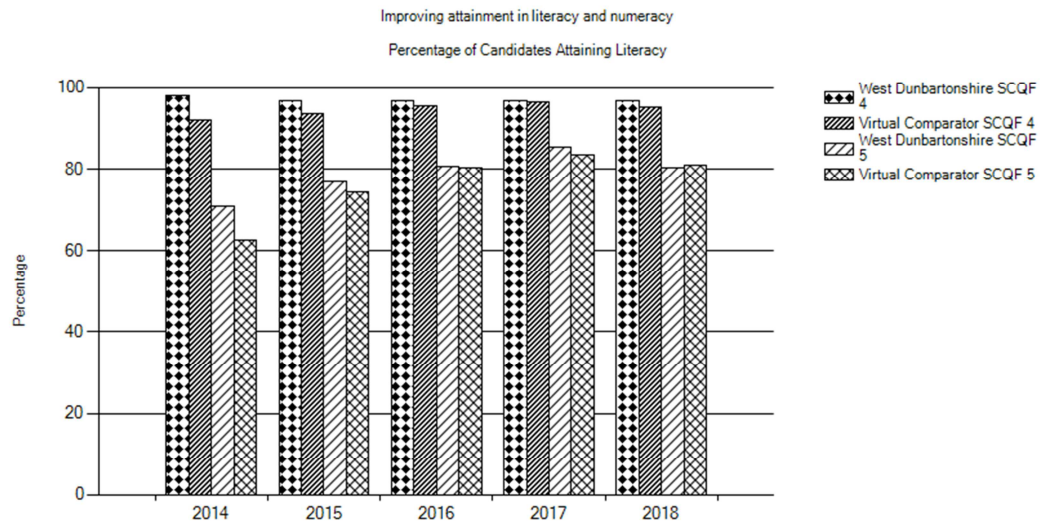 Improving attainment in literacy and numeracy
Percentage of Candidates Attaining Literacy
Percentage
100
80
60
40
20
0
2014
2015
2016
2017
2018
West Dunbartonshire SCQF
4
Virtual Comparator SCQF 4
West Dunbartonshire SCQF
5
Virtual Comparator SCQF 5